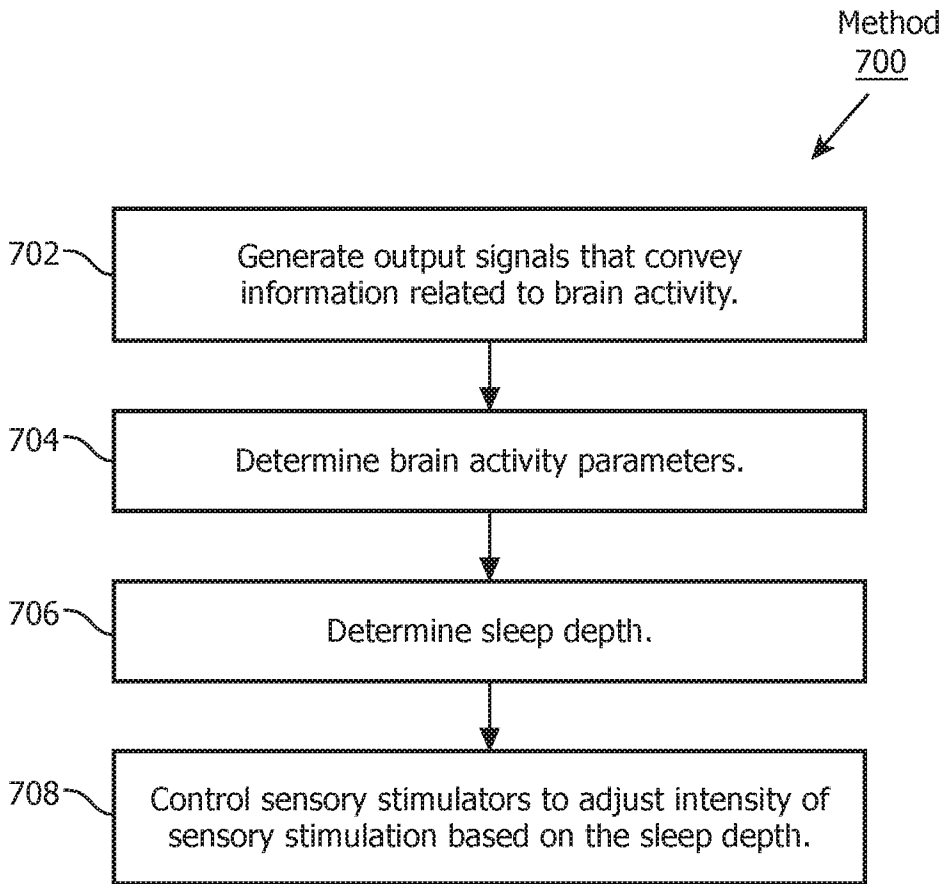 Method
700
702
Generate output signals that convey
information related to brain activity.
704
Determine brain activity parameters.
706
Determine sleep depth.
708
Control sensory stimulators to adjust intensity of
sensory stimulation based on the sleep depth.